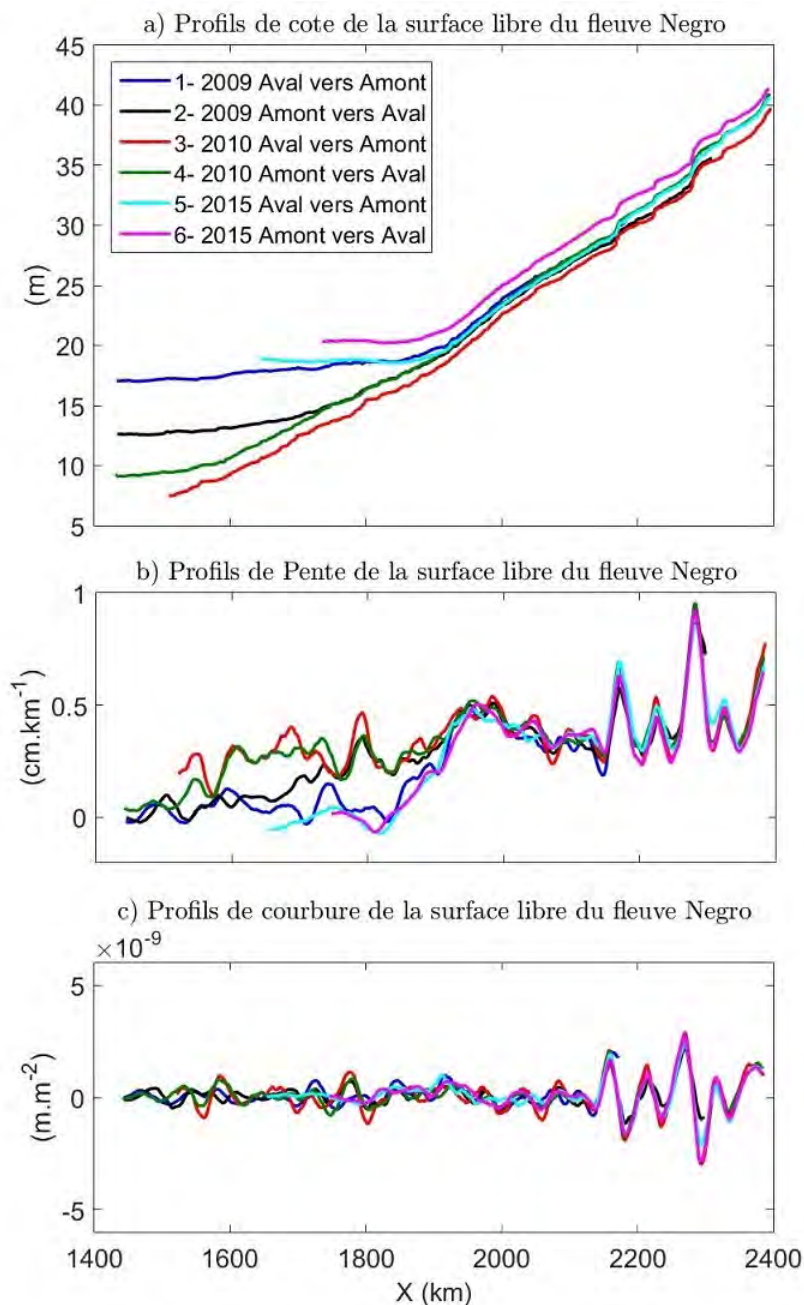 a) Profils de cote de la surface libre du fleuve Negro
45
40
35
30
25
20
15
10
5
(m)
1- 2009 Aval vers Amont
2- 2009 Amont vers Aval
3- 2010 Aval vers Amont
4- 2010 Amont vers Aval
5- 2015 Aval vers Amont
6- 2015 Amont vers Aval
b) Profils de Pente de la surface libre du fleuve Negro
1
0.5
0
(cm.km⁻¹)
c) Profils de courbure de la surface libre du fleuve Negro
×10⁻⁹
5
0
-5
(m.m⁻²)
1400 1600 1800 2000 2200 2400
X (km)